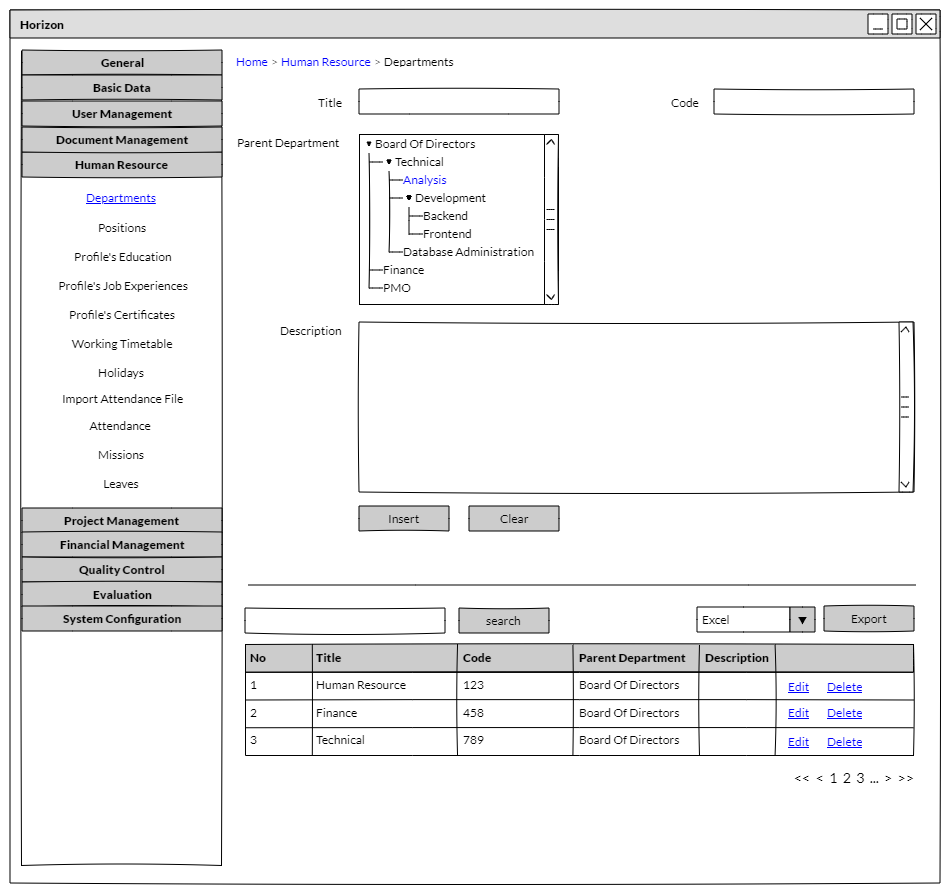 Horizon
General
Basic Data
User Management
Document Management
Human Resource
Departments
Positions
Profile's Education
Profile's Job Experiences
Profile's Certificates
Working Timetable
Holidays
Import Attendance File
Attendance
Missions
Leaves
Project Management
Financial Management
Quality Control
Evaluation
System Configuration
Home > Human Resource > Departments
Title
Code
Parent Department
Board Of Directors
Technical
Analysis
Development
Backend
Frontend
Database Administration
Finance
PMO
Description
Insert Clear
search Excel Export
No Title Code Parent Department Description
1 Human Resource 123 Board Of Directors Edit Delete
2 Finance 458 Board Of Directors Edit Delete
3 Technical 789 Board Of Directors Edit Delete
<< < 1 2 3 ... > >>